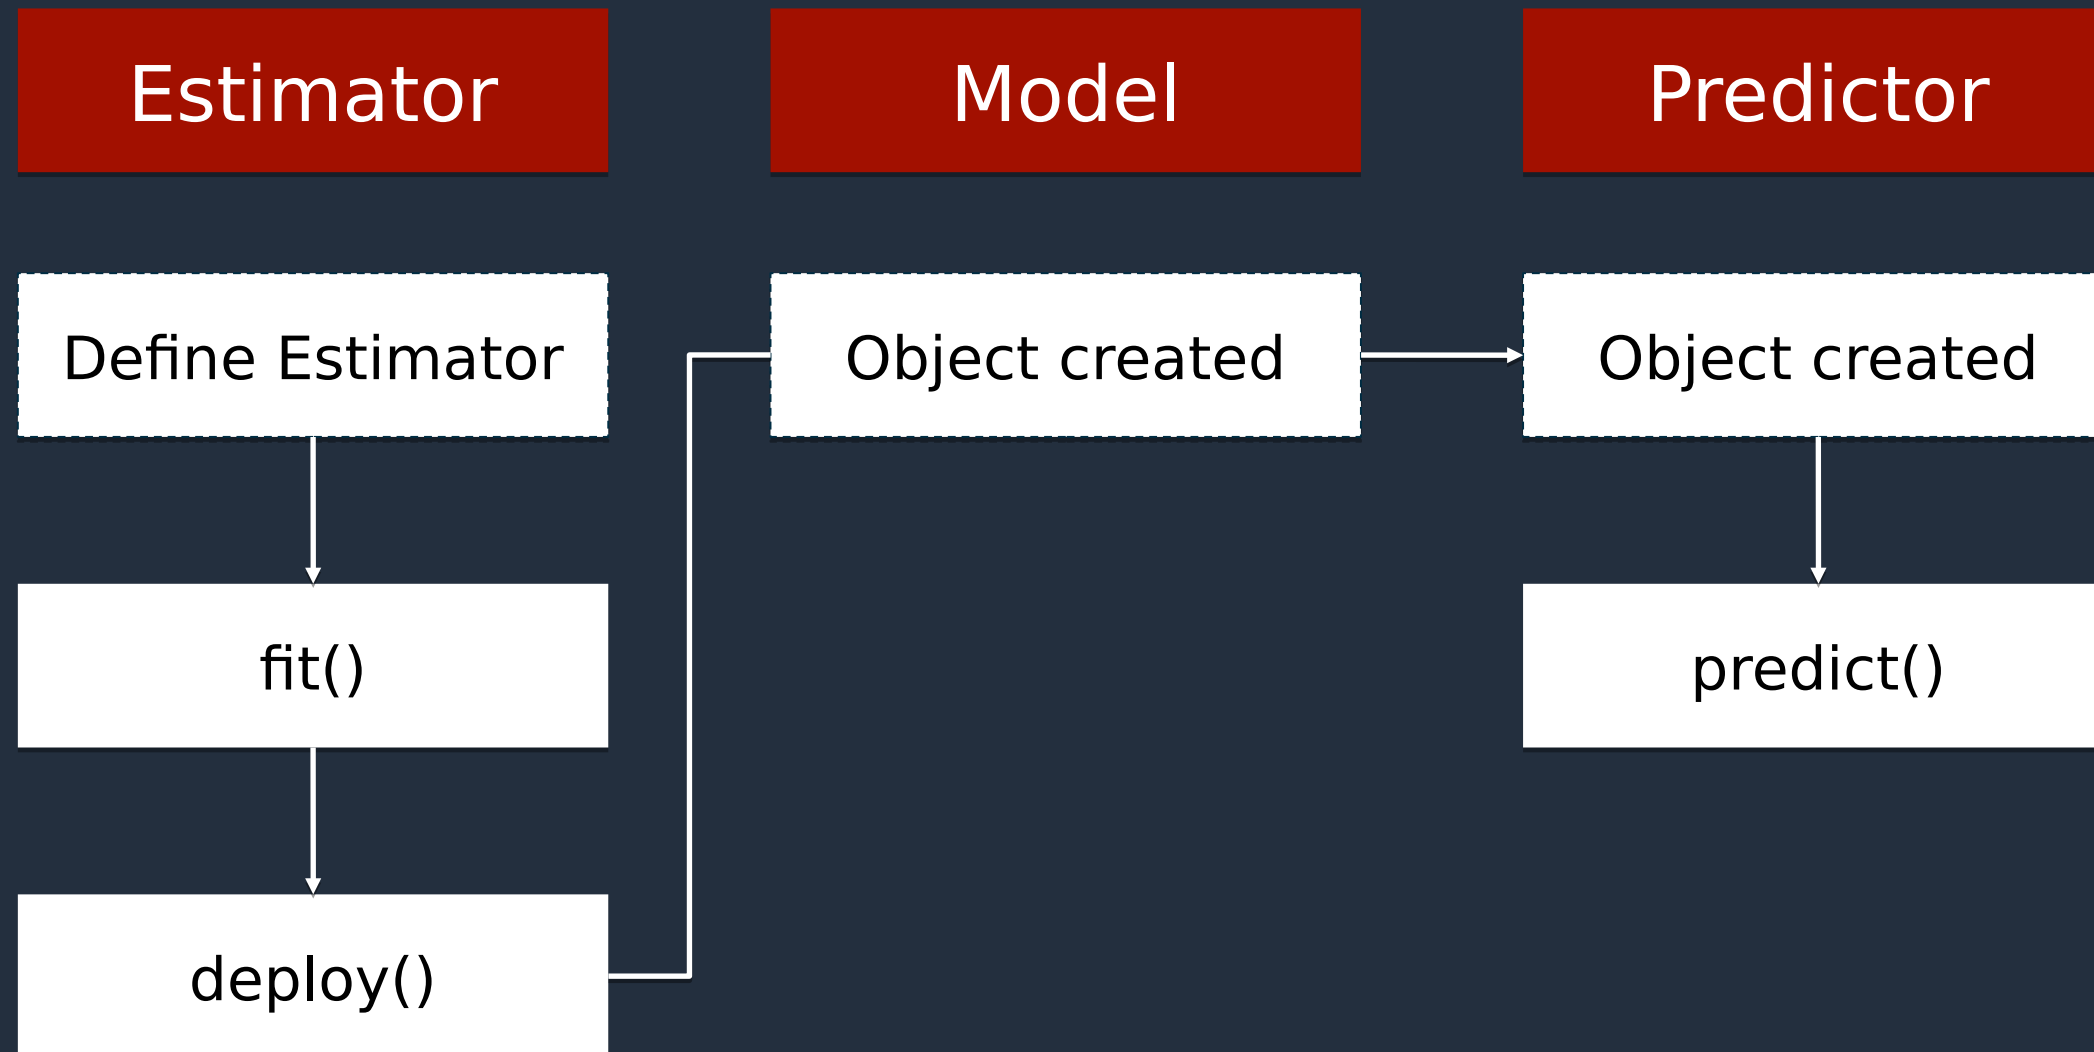 Estimator
Model
Predictor
Define Estimator
Object created
Object created
fit()
predict()
deploy()